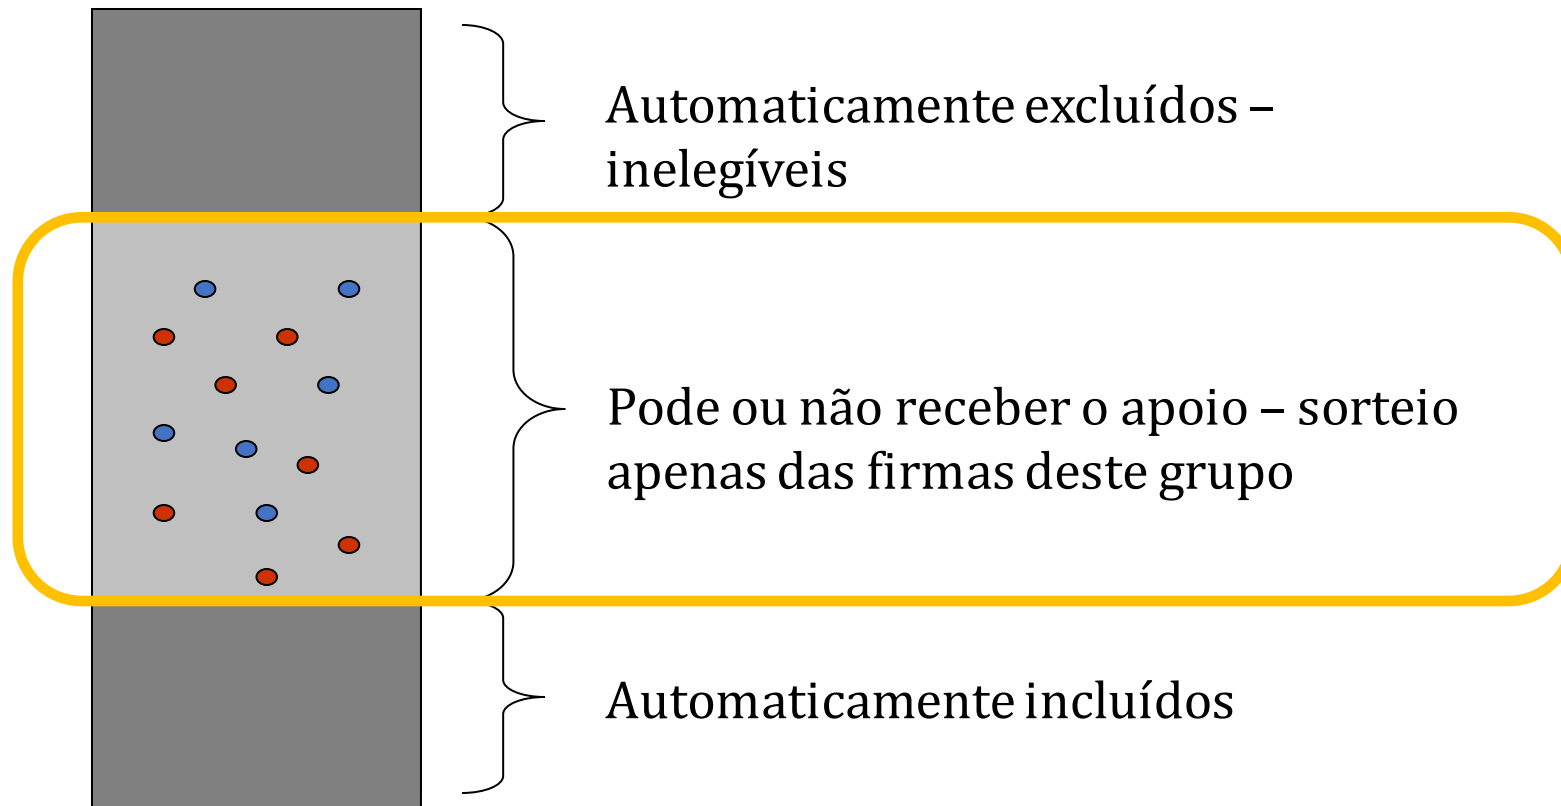 Automaticamente excluídos –
inelegíveis
Pode ou não receber o apoio – sorteio
apenas das firmas deste grupo
Automaticamente incluídos